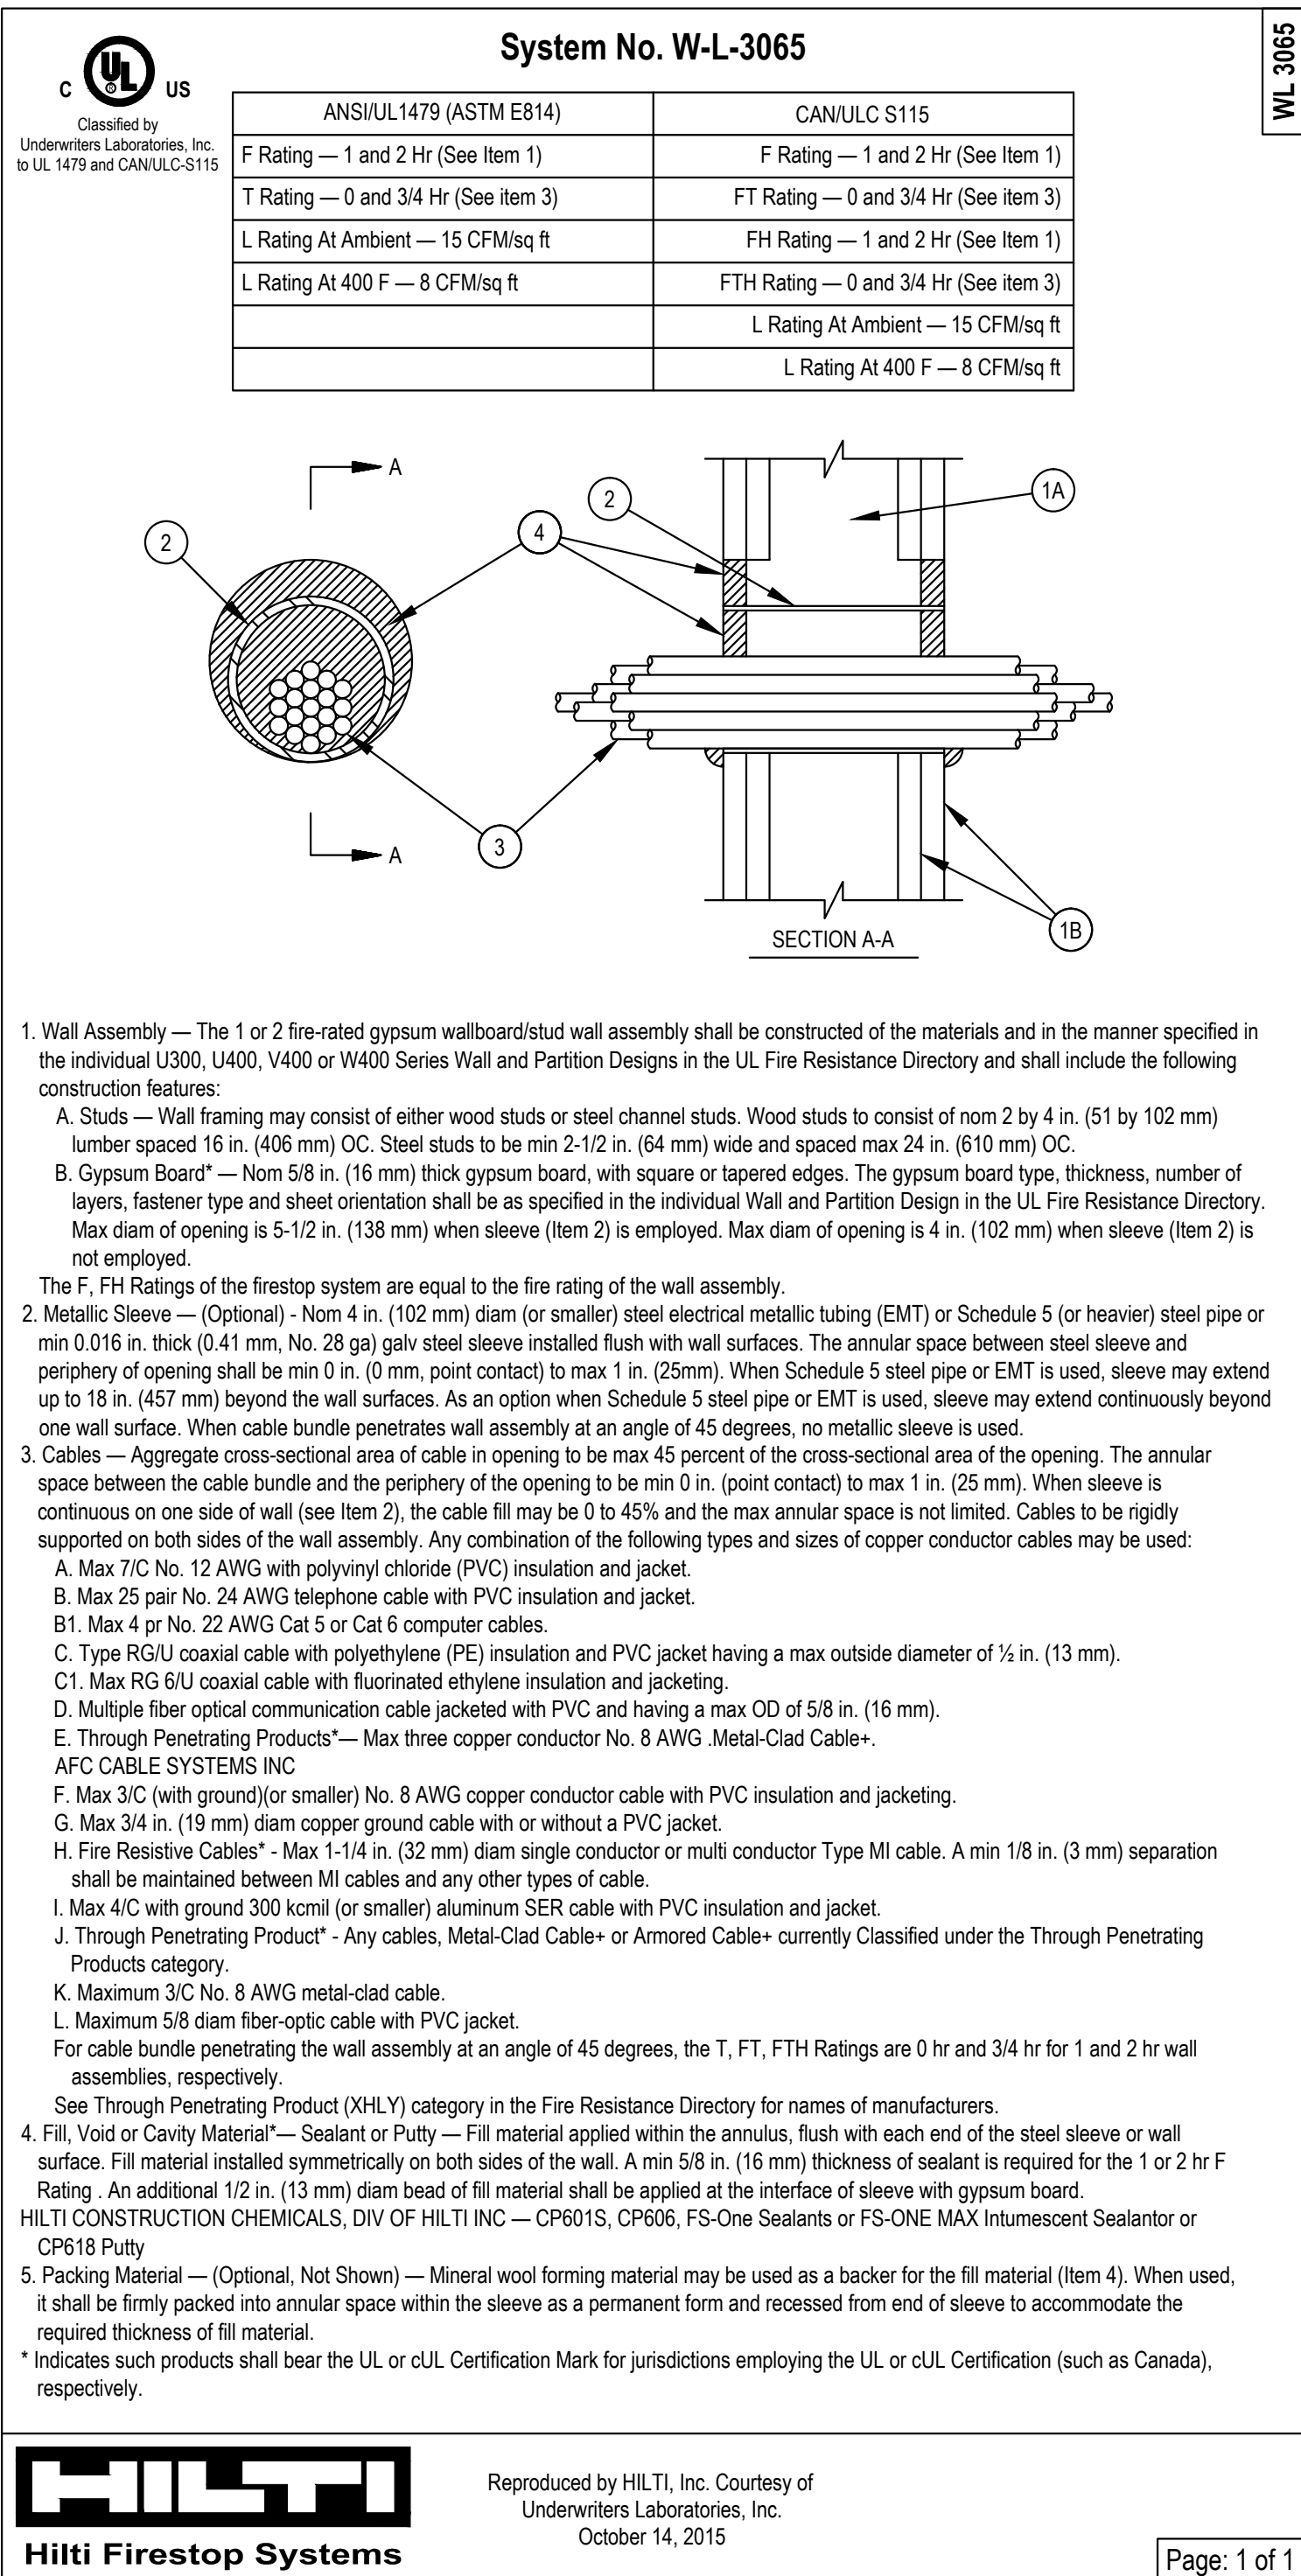 System No. W-L-3065
WL 3065
C UL ® US
Classified by
Underwriters Laboratories, Inc.
to UL 1479 and CAN/ULC-S115
ANSI/UL1479 (ASTM E814) CAN/ULC S115
F Rating — 1 and 2 Hr (See Item 1) F Rating — 1 and 2 Hr (See Item 1)
T Rating — 0 and 3/4 Hr (See item 3) FT Rating — 0 and 3/4 Hr (See item 3)
L Rating At Ambient — 15 CFM/sq ft FH Rating — 1 and 2 Hr (See Item 1)
L Rating At 400 F — 8 CFM/sq ft FTH Rating — 0 and 3/4 Hr (See item 3)
L Rating At Ambient — 15 CFM/sq ft
L Rating At 400 F — 8 CFM/sq ft
A
2
4
2
1A
3
A
1B
SECTION A-A
1. Wall Assembly — The 1 or 2 fire-rated gypsum wallboard/stud wall assembly shall be constructed of the materials and in the manner specified in
the individual U300, U400, V400 or W400 Series Wall and Partition Designs in the UL Fire Resistance Directory and shall include the following
construction features:
A. Studs — Wall framing may consist of either wood studs or steel channel studs. Wood studs to consist of nom 2 by 4 in. (51 by 102 mm)
lumber spaced 16 in. (406 mm) OC. Steel studs to be min 2-1/2 in. (64 mm) wide and spaced max 24 in. (610 mm) OC.
B. Gypsum Board* — Nom 5/8 in. (16 mm) thick gypsum board, with square or tapered edges. The gypsum board type, thickness, number of
layers, fastener type and sheet orientation shall be as specified in the individual Wall and Partition Design in the UL Fire Resistance Directory.
Max diam of opening is 5-1/2 in. (138 mm) when sleeve (Item 2) is employed. Max diam of opening is 4 in. (102 mm) when sleeve (Item 2) is
not employed.
The F, FH Ratings of the firestop system are equal to the fire rating of the wall assembly.
2. Metallic Sleeve — (Optional) - Nom 4 in. (102 mm) diam (or smaller) steel electrical metallic tubing (EMT) or Schedule 5 (or heavier) steel pipe or
min 0.016 in. thick (0.41 mm, No. 28 ga) galv steel sleeve installed flush with wall surfaces. The annular space between steel sleeve and
periphery of opening shall be min 0 in. (0 mm, point contact) to max 1 in. (25mm). When Schedule 5 steel pipe or EMT is used, sleeve may extend
up to 18 in. (457 mm) beyond the wall surfaces. As an option when Schedule 5 steel pipe or EMT is used, sleeve may extend continuously beyond
one wall surface. When cable bundle penetrates wall assembly at an angle of 45 degrees, no metallic sleeve is used.
3. Cables — Aggregate cross-sectional area of cable in opening to be max 45 percent of the cross-sectional area of the opening. The annular
space between the cable bundle and the periphery of the opening to be min 0 in. (point contact) to max 1 in. (25 mm). When sleeve is
continuous on one side of wall (see Item 2), the cable fill may be 0 to 45% and the max annular space is not limited. Cables to be rigidly
supported on both sides of the wall assembly. Any combination of the following types and sizes of copper conductor cables may be used:
A. Max 7/C No. 12 AWG with polyvinyl chloride (PVC) insulation and jacket.
B. Max 25 pair No. 24 AWG telephone cable with PVC insulation and jacket.
B1. Max 4 pr No. 22 AWG Cat 5 or Cat 6 computer cables.
C. Type RG/U coaxial cable with polyethylene (PE) insulation and PVC jacket having a max outside diameter of ½ in. (13 mm).
C1. Max RG 6/U coaxial cable with fluorinated ethylene insulation and jacketing.
D. Multiple fiber optical communication cable jacketed with PVC and having a max OD of 5/8 in. (16 mm).
E. Through Penetrating Products*— Max three copper conductor No. 8 AWG .Metal-Clad Cable+.
AFC CABLE SYSTEMS INC
F. Max 3/C (with ground)(or smaller) No. 8 AWG copper conductor cable with PVC insulation and jacketing.
G. Max 3/4 in. (19 mm) diam copper ground cable with or without a PVC jacket.
H. Fire Resistive Cables* - Max 1-1/4 in. (32 mm) diam single conductor or multi conductor Type MI cable. A min 1/8 in. (3 mm) separation
shall be maintained between MI cables and any other types of cable.
I. Max 4/C with ground 300 kcmil (or smaller) aluminum SER cable with PVC insulation and jacket.
J. Through Penetrating Product* - Any cables, Metal-Clad Cable+ or Armored Cable+ currently Classified under the Through Penetrating
Products category.
K. Maximum 3/C No. 8 AWG metal-clad cable.
L. Maximum 5/8 diam fiber-optic cable with PVC jacket.
For cable bundle penetrating the wall assembly at an angle of 45 degrees, the T, FT, FTH Ratings are 0 hr and 3/4 hr for 1 and 2 hr wall
assemblies, respectively.
See Through Penetrating Product (XHLY) category in the Fire Resistance Directory for names of manufacturers.
4. Fill, Void or Cavity Material*— Sealant or Putty — Fill material applied within the annulus, flush with each end of the steel sleeve or wall
surface. Fill material installed symmetrically on both sides of the wall. A min 5/8 in. (16 mm) thickness of sealant is required for the 1 or 2 hr F
Rating . An additional 1/2 in. (13 mm) diam bead of fill material shall be applied at the interface of sleeve with gypsum board.
HILTI CONSTRUCTION CHEMICALS, DIV OF HILTI INC — CP601S, CP606, FS-One Sealants or FS-ONE MAX Intumescent Sealantor or
CP618 Putty
5. Packing Material — (Optional, Not Shown) — Mineral wool forming material may be used as a backer for the fill material (Item 4). When used,
it shall be firmly packed into annular space within the sleeve as a permanent form and recessed from end of sleeve to accommodate the
required thickness of fill material.
* Indicates such products shall bear the UL or cUL Certification Mark for jurisdictions employing the UL or cUL Certification (such as Canada),
respectively.
HILTI
Hilti Firestop Systems
Reproduced by HILTI, Inc. Courtesy of
Underwriters Laboratories, Inc.
October 14, 2015
Page: 1 of 1